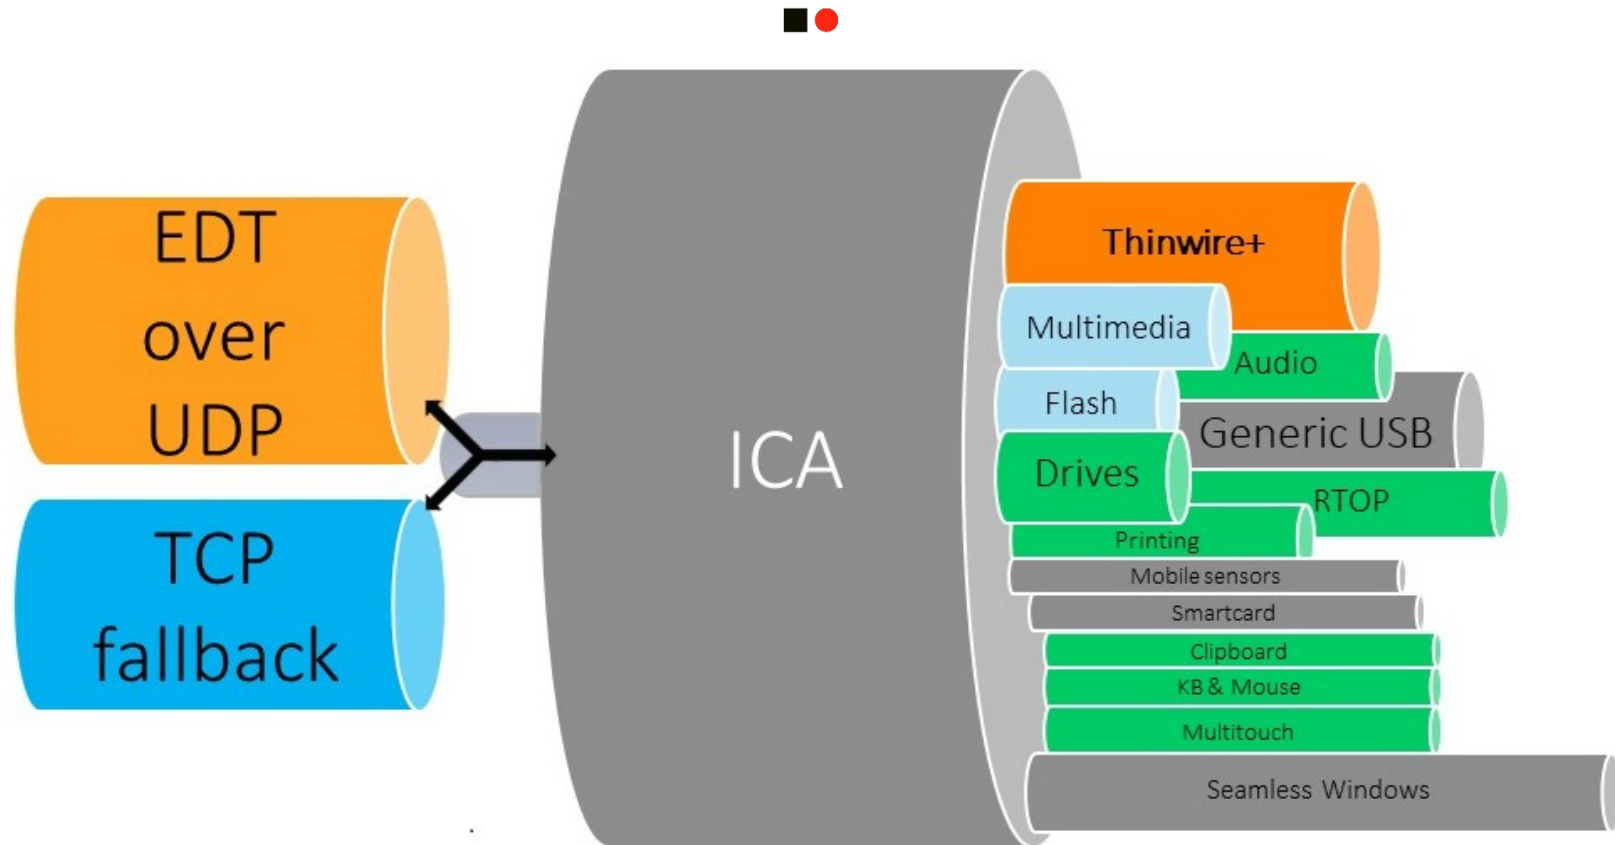 EDT
over
UDP
TCP
fallback
ICA
Thinwire+
Multimedia
Audio
Flash
Generic USB
Drives
RTOP
Printing
Mobile sensors
Smartcard
Clipboard
KB & Mouse
Multitouch
Seamless Windows